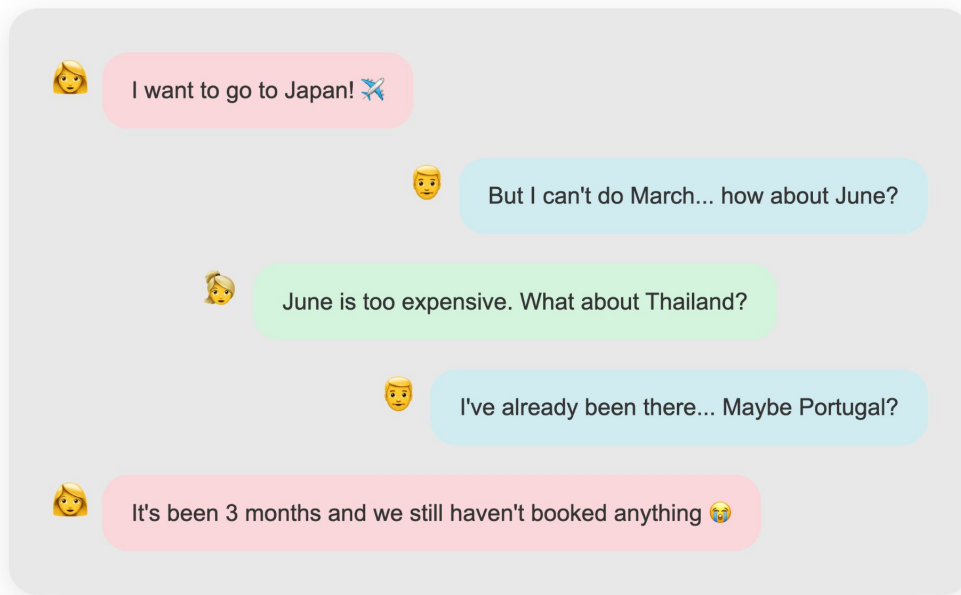 I want to go to Japan! ✈️
But I can't do March... how about June?
June is too expensive. What about Thailand?
I've already been there... Maybe Portugal?
It's been 3 months and we still haven't booked anything 😭